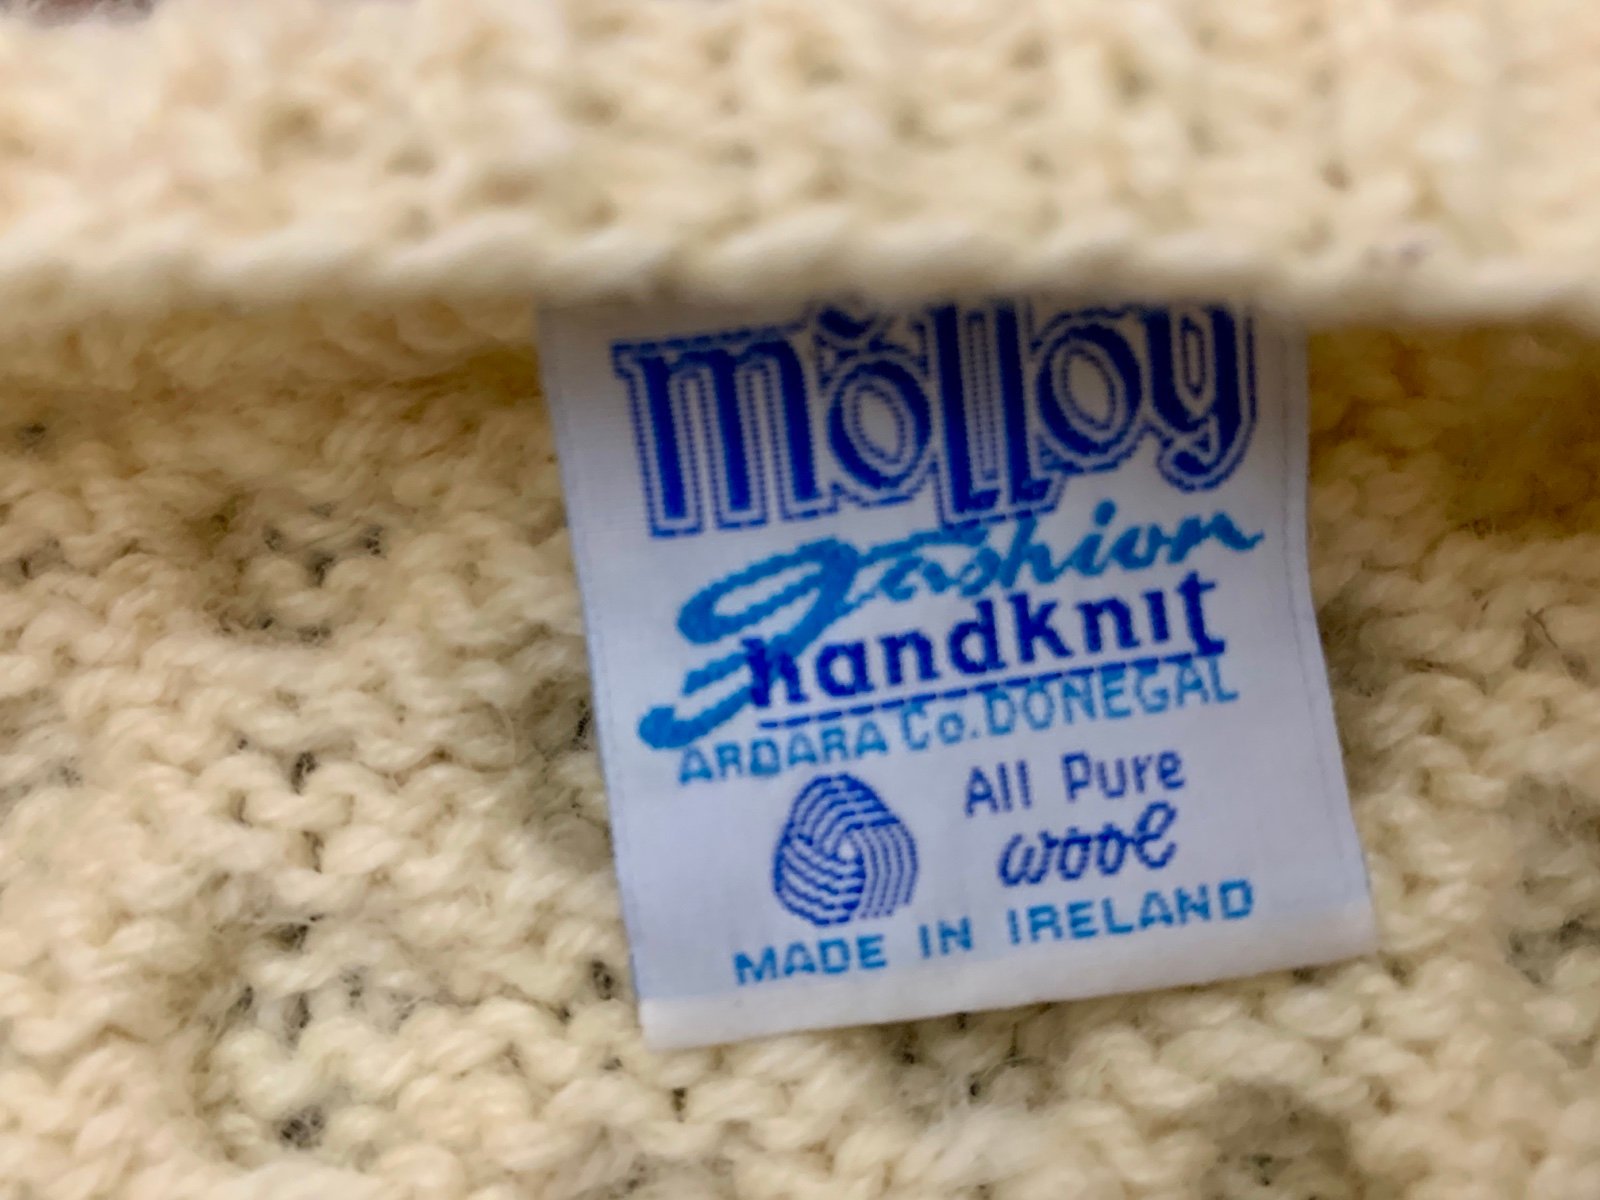 Molloy
Fashion
handknit
ARDARA Co. DONEGAL
All Pure
wool
MADE IN IRELAND